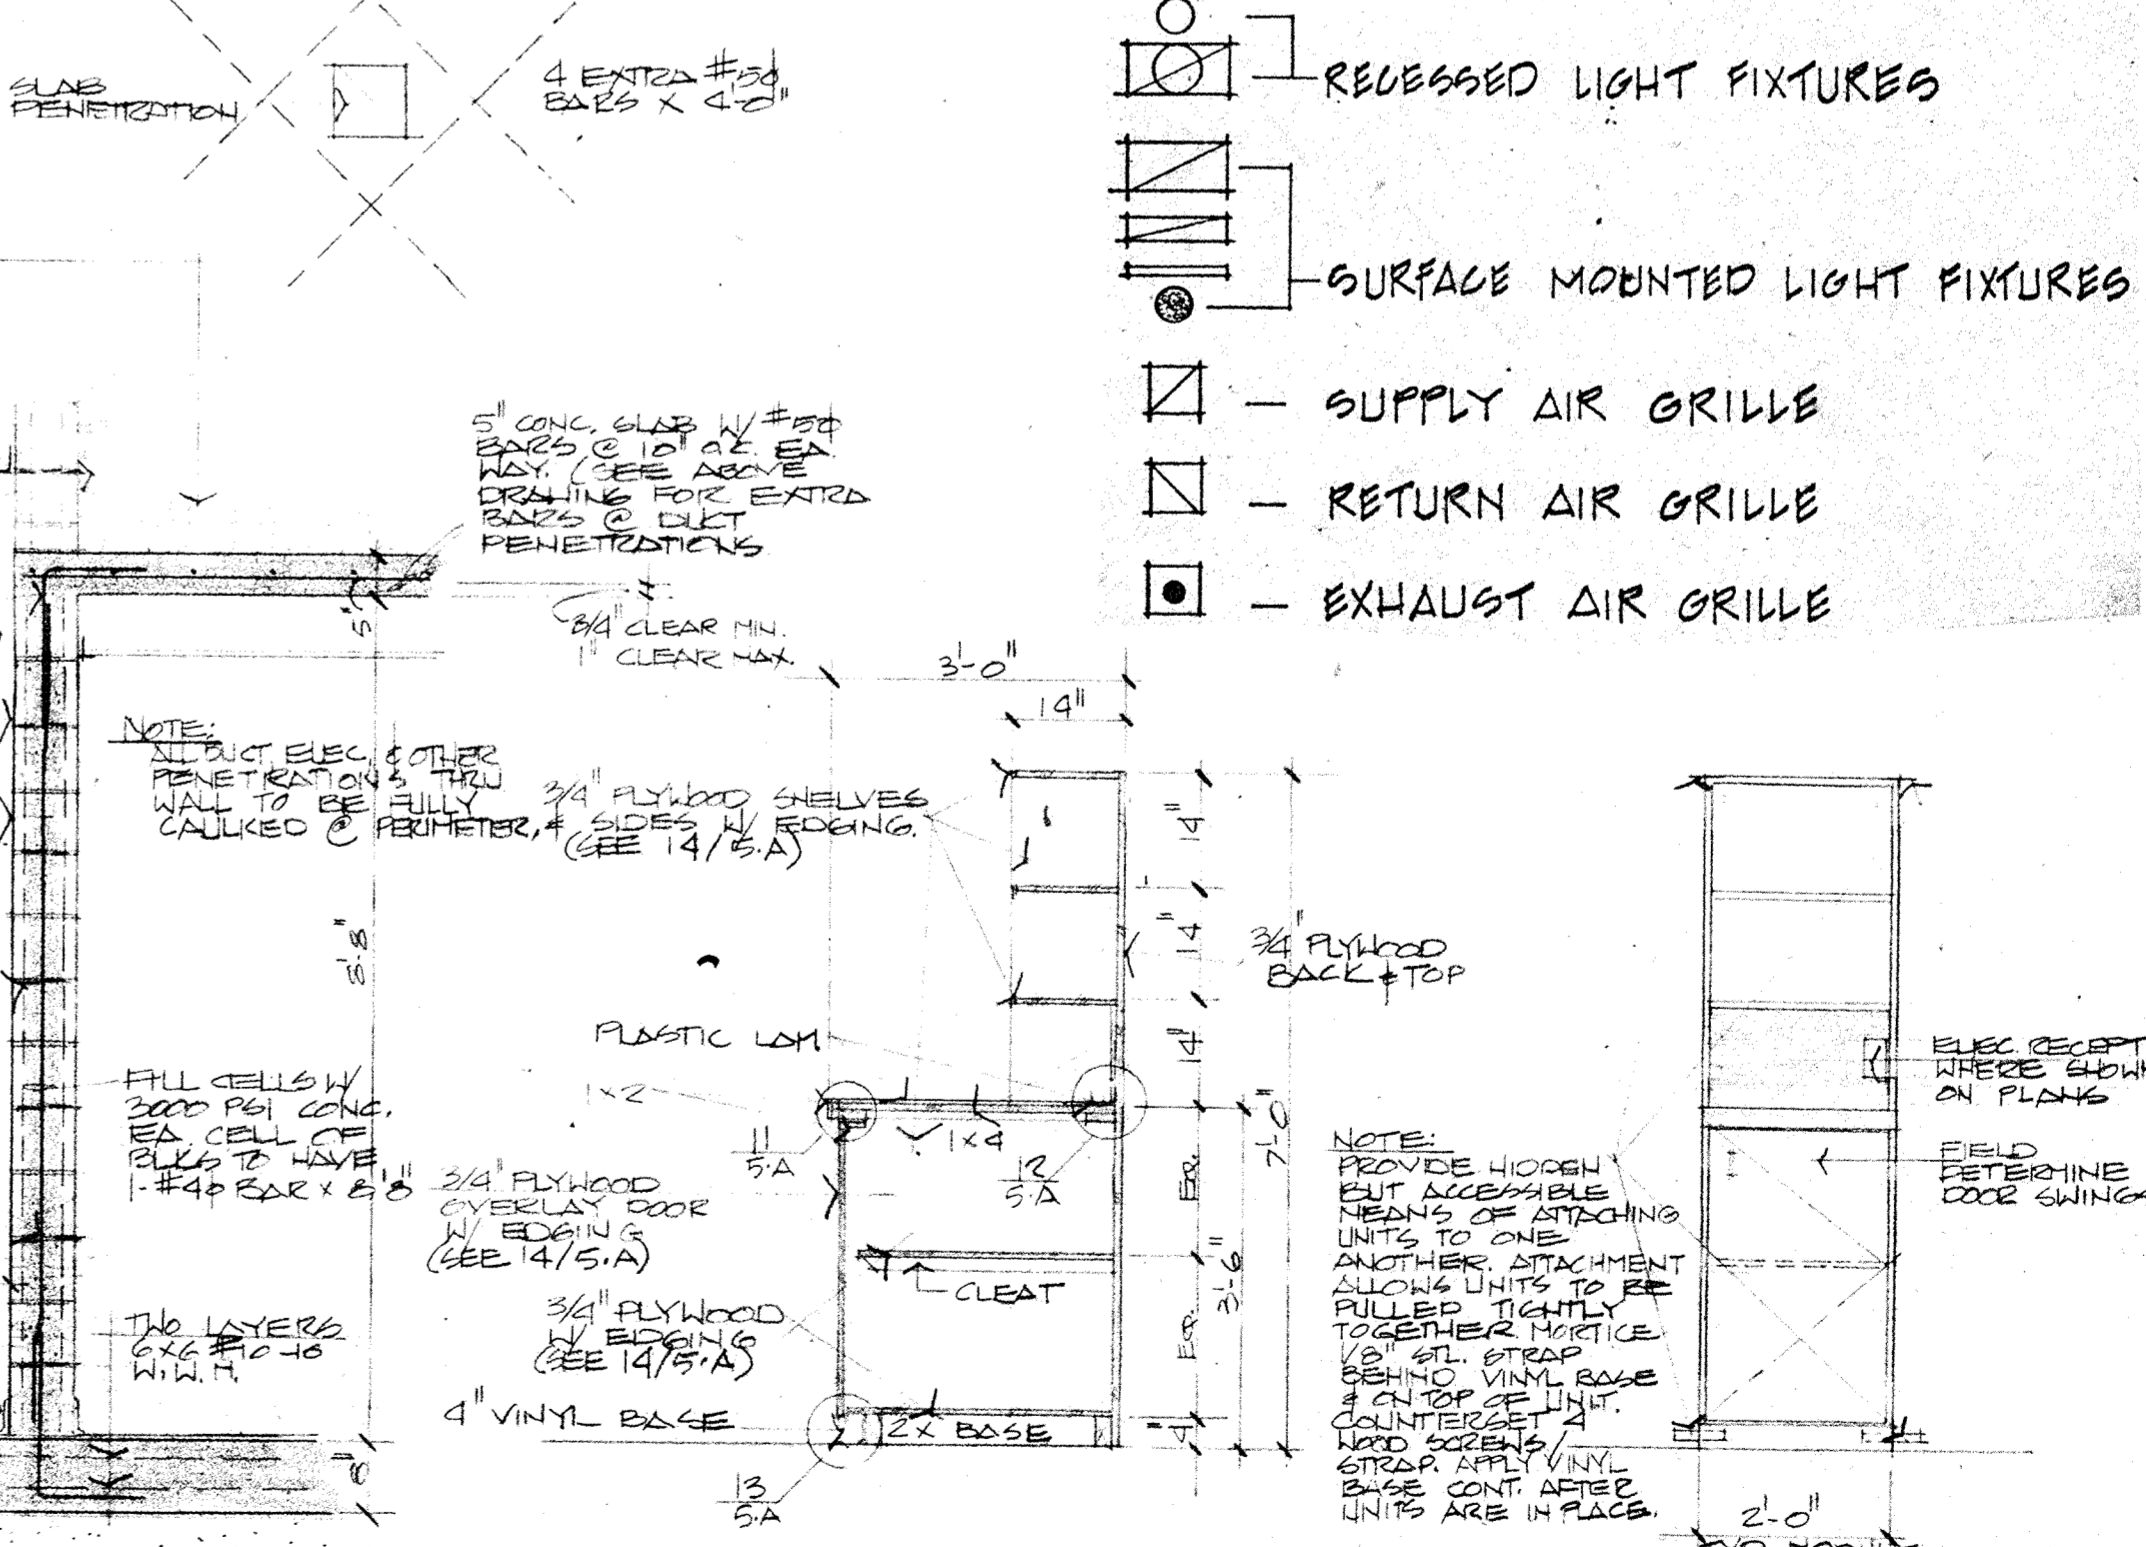 SLAB
PENETRATION
4 EXTRA #5φ
BARS X 4'-0"
RECESSED LIGHT FIXTURES
SURFACE MOUNTED LIGHT FIXTURES
— SUPPLY AIR GRILLE
— RETURN AIR GRILLE
— EXHAUST AIR GRILLE
5" CONC. SLAB W/ #5φ
BARS @ 10" O.C. EA.
WAY. (SEE ABOVE
DRAWING FOR EXTRA
BARS @ DUCT
PENETRATIONS
5"
3/4" CLEAR MIN.
1" CLEAR MAX.
NOTE:
ALL DUCT ELEC. & OTHER
PENETRATIONS THRU
WALL TO BE FULLY
CAULKED @ PERIMETER,
8'-8"
FILL CELLS W/
3000 PSI CONC.
EA. CELL OF
BLKS TO HAVE
1-#4φ BAR X 8'8"
TWO LAYERS
6X6 #10-10
W.W.M.
8"
3'-0"
14"
3/4" PLYWOOD SHELVES
& SIDES W/ EDGING.
(SEE 14/5.A)
14"
14"
14"
3/4" PLYWOOD
BACK & TOP
PLASTIC LAM.
1X2
1X4
11
5.A
12
5.A
3/4" PLYWOOD
OVERLAY DOOR
W/ EDGING
(SEE 14/5.A)
CLEAT
3/4" PLYWOOD
W/ EDGING
(SEE 14/5.A)
4" VINYL BASE
2X BASE
13
5.A
EQ.
EQ.
4"
3'-6"
7'-0"
NOTE:
PROVIDE HIDDEN
BUT ACCESSIBLE
MEANS OF ATTACHING
UNITS TO ONE
ANOTHER. ATTACHMENT
ALLOWS UNITS TO BE
PULLED TIGHTLY
TOGETHER. MORTICE
1/8" STL. STRAP
BEHIND VINYL BASE
& ON TOP OF UNIT.
COUNTERSET 4
WOOD SCREWS/
STRAP. APPLY VINYL
BASE CONT. AFTER
UNITS ARE IN PLACE.
ELEC. RECEPT
WHERE SHOWN
ON PLANS
FIELD
DETERMINE
DOOR SWINGS
2'-0"